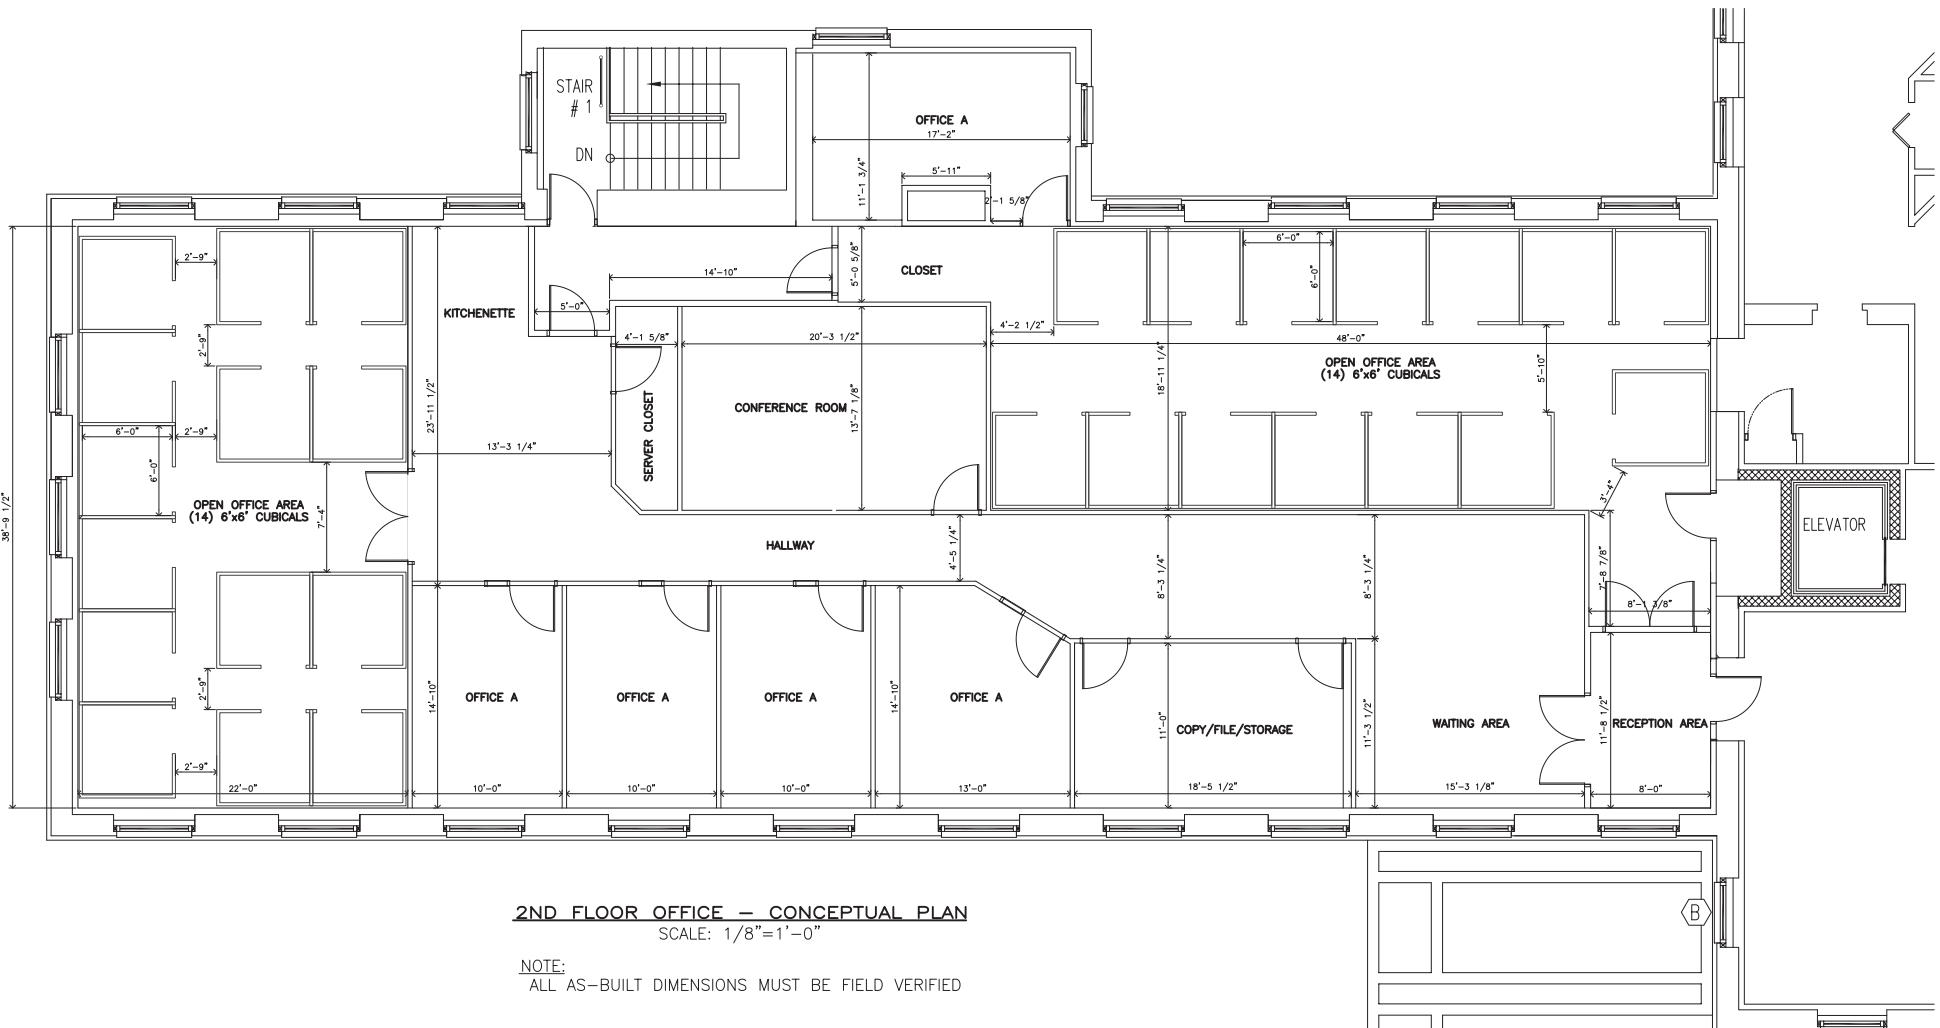 STAIR
# 1
DN
OFFICE A
17'-2"
11'-1 3/4"
5'-11"
2'-1 5/8"
2'-9"
2'-9"
6'-0"
2'-9"
6'-0"
38'-9 1/2"
OPEN OFFICE AREA
(14) 6'x6' CUBICALS
7'-4"
2'-9"
2'-9"
22'-0"
KITCHENETTE
23'-11 1/2"
13'-3 1/4"
5'-0"
14'-10"
5'-0 5/8"
CLOSET
4'-1 5/8"
SERVER CLOSET
20'-3 1/2"
CONFERENCE ROOM
13'-7 1/8"
4'-2 1/2"
6'-0"
6'-0"
48'-0"
18'-11 1/4"
OPEN OFFICE AREA
(14) 6'x6' CUBICALS
5'-10"
3'-4"
7'-8 7/8"
8'-1 3/8"
ELEVATOR
HALLWAY
4'-5 1/4"
8'-3 1/4"
8'-3 1/4"
14'-10"
OFFICE A
10'-0"
OFFICE A
10'-0"
OFFICE A
10'-0"
14'-10"
OFFICE A
13'-0"
11'-0"
COPY/FILE/STORAGE
18'-5 1/2"
11'-3 1/2"
WAITING AREA
15'-3 1/8"
11'-8 1/2"
RECEPTION AREA
8'-0"
B
2ND FLOOR OFFICE – CONCEPTUAL PLAN
SCALE: 1/8"=1'-0"
NOTE:
ALL AS-BUILT DIMENSIONS MUST BE FIELD VERIFIED